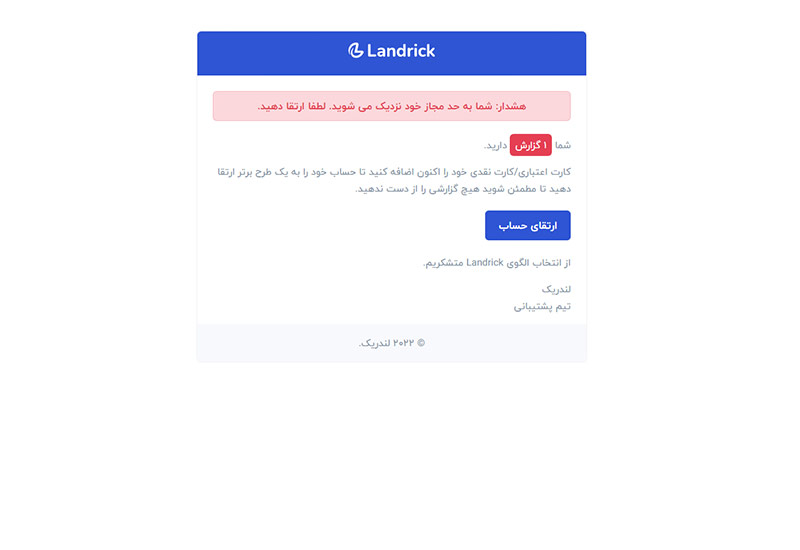 Landrick
هشدار: شما به حد مجاز خود نزدیک می شوید. لطفا ارتقا دهید.
شما ۱ گزارش دارید.
کارت اعتباری/کارت نقدی خود را اکنون اضافه کنید تا حساب خود را به یک طرح برتر ارتقا
دهید تا مطمئن شوید هیچ گزارشی را از دست ندهید.
ارتقای حساب
از انتخاب الگوی Landrick متشکریم.
لندریک
تیم پشتیبانی
© ۲۰۲۲ لندریک.